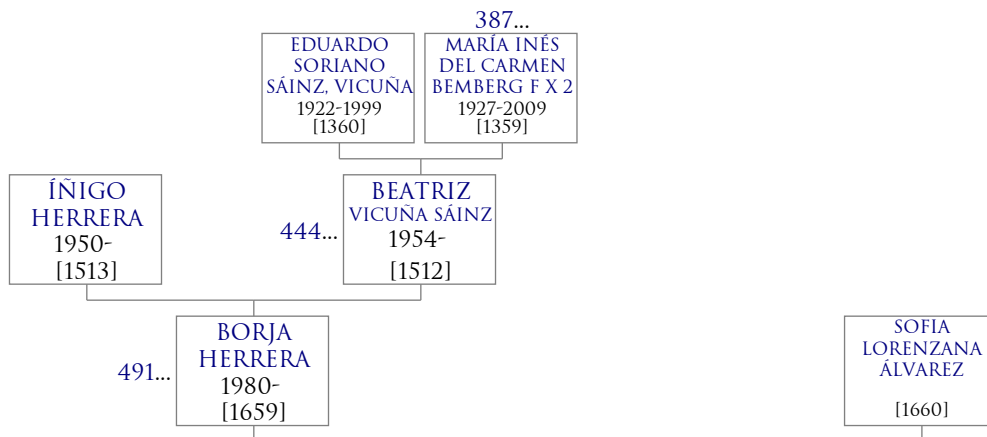 387...
EDUARDO
SORIANO
SÁINZ, VICUÑA
1922-1999
[1360]
MARÍA INÉS
DEL CARMEN
BEMBERG F X 2
1927-2009
[1359]
ÍÑIGO
HERRERA
1950-
[1513]
444...
BEATRIZ
VICUÑA SÁINZ
1954-
[1512]
491...
BORJA
HERRERA
1980-
[1659]
SOFIA
LORENZANA
ÁLVAREZ
[1660]